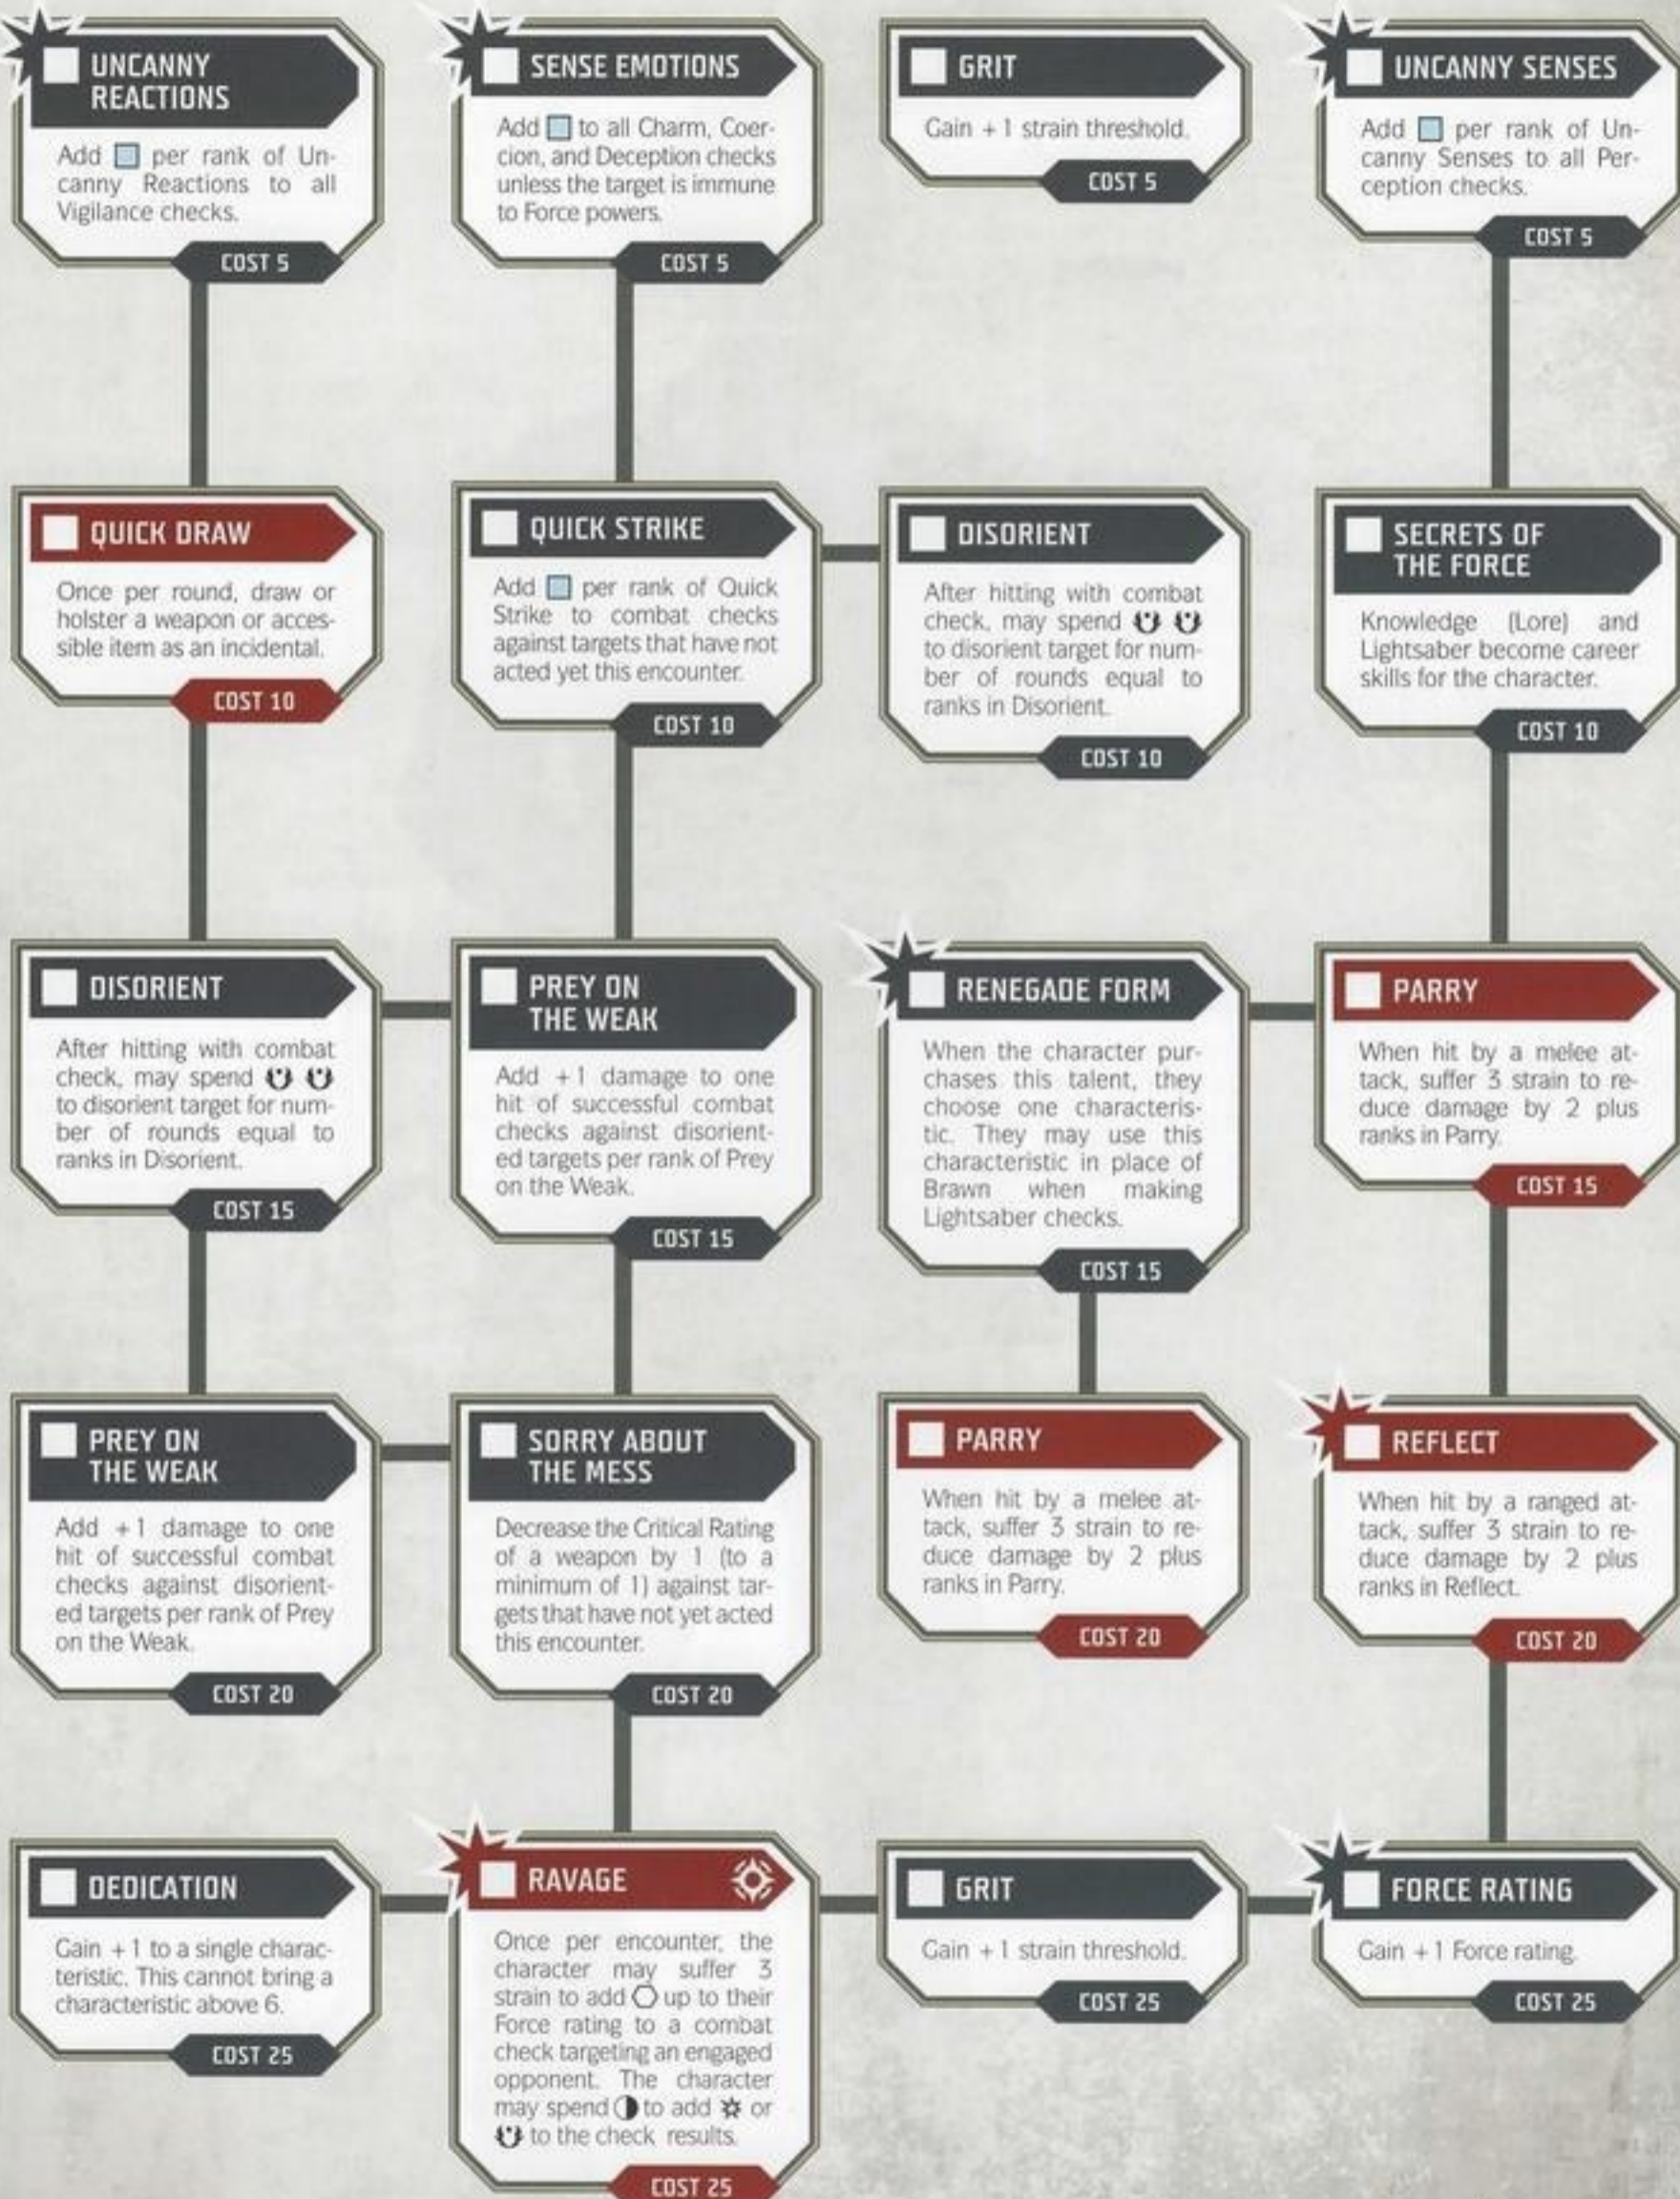 UNCANNY
REACTIONS
Add per rank of Un-
canny Reactions to all
Vigilance checks.
COST 5
SENSE EMOTIONS
Add to all Charm, Coer-
cion, and Deception checks
unless the target is immune
to Force powers.
COST 5
GRIT
Gain +1 strain threshold.
COST 5
UNCANNY SENSES
Add per rank of Un-
canny Senses to all Per-
ception checks.
COST 5
QUICK DRAW
Once per round, draw or
holster a weapon or acces-
sible item as an incidental.
COST 10
QUICK STRIKE
Add per rank of Quick
Strike to combat checks
against targets that have not
acted yet this encounter.
COST 10
DISORIENT
After hitting with combat
check, may spend
to disorient target for num-
ber of rounds equal to
ranks in Disorient.
COST 10
SECRETS OF
THE FORCE
Knowledge (Lore) and
Lightsaber become career
skills for the character.
COST 10
DISORIENT
After hitting with combat
check, may spend
to disorient target for num-
ber of rounds equal to
ranks in Disorient.
COST 15
PREY ON
THE WEAK
Add +1 damage to one
hit of successful combat
checks against disorient-
ed targets per rank of Prey
on the Weak.
COST 15
RENEGADE FORM
When the character pur-
chases this talent, they
choose one characteris-
tic. They may use this
characteristic in place of
Brawn when making
Lightsaber checks.
COST 15
PARRY
When hit by a melee at-
tack, suffer 3 strain to re-
duce damage by 2 plus
ranks in Parry.
COST 15
PREY ON
THE WEAK
Add +1 damage to one
hit of successful combat
checks against disorient-
ed targets per rank of Prey
on the Weak.
COST 20
SORRY ABOUT
THE MESS
Decrease the Critical Rating
of a weapon by 1 (to a
minimum of 1) against tar-
gets that have not yet acted
this encounter.
COST 20
PARRY
When hit by a melee at-
tack, suffer 3 strain to re-
duce damage by 2 plus
ranks in Parry.
COST 20
REFLECT
When hit by a ranged at-
tack, suffer 3 strain to re-
duce damage by 2 plus
ranks in Reflect.
COST 20
DEDICATION
Gain +1 to a single charac-
teristic. This cannot bring a
characteristic above 6.
COST 25
RAVAGE
Once per encounter, the
character may suffer 3
strain to add up to their
Force rating to a combat
check targeting an engaged
opponent. The character
may spend to add or
to the check results.
COST 25
GRIT
Gain +1 strain threshold.
COST 25
FORCE RATING
Gain +1 Force rating.
COST 25